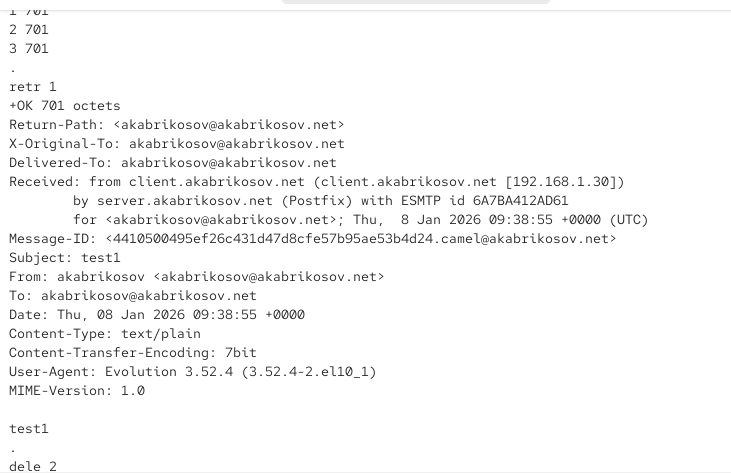 1 701
2 701
3 701
.
retr 1
+OK 701 octets
Return-Path: <akabrikosov@akabrikosov.net>
X-Original-To: akabrikosov@akabrikosov.net
Delivered-To: akabrikosov@akabrikosov.net
Received: from client.akabrikosov.net (client.akabrikosov.net [192.168.1.30])
        by server.akabrikosov.net (Postfix) with ESMTP id 6A7BA412AD61
        for <akabrikosov@akabrikosov.net>; Thu,  8 Jan 2026 09:38:55 +0000 (UTC)
Message-ID: <4410500495ef26c431d47d8cfe57b95ae53b4d24.camel@akabrikosov.net>
Subject: test1
From: akabrikosov <akabrikosov@akabrikosov.net>
To: akabrikosov@akabrikosov.net
Date: Thu, 08 Jan 2026 09:38:55 +0000
Content-Type: text/plain
Content-Transfer-Encoding: 7bit
User-Agent: Evolution 3.52.4 (3.52.4-2.el10_1)
MIME-Version: 1.0

test1
.
dele 2